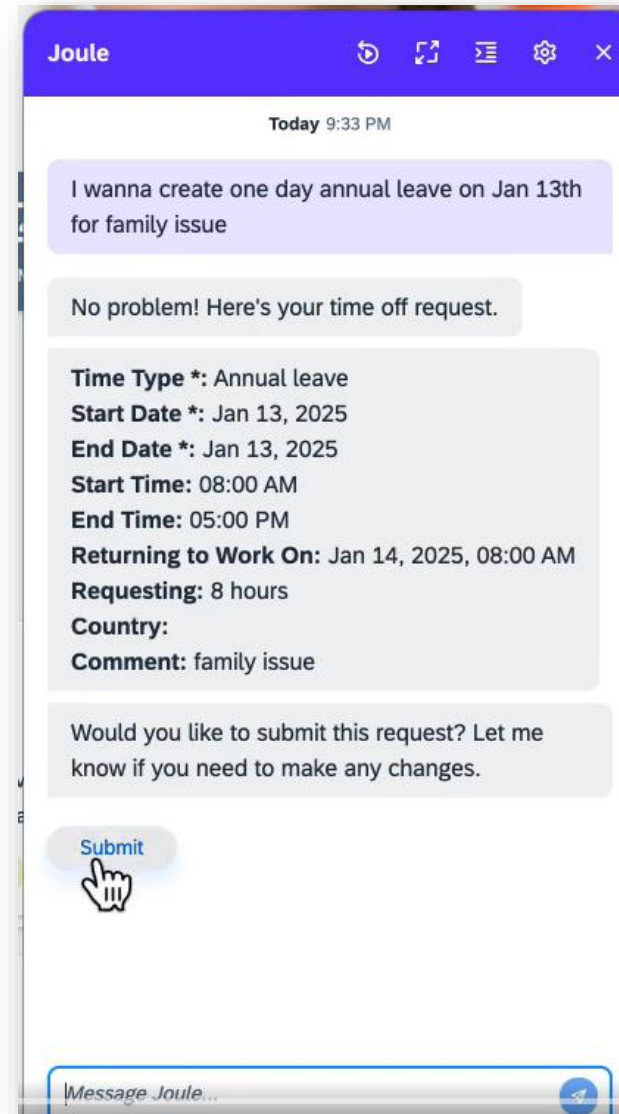 Joule
Today 9:33 PM
I wanna create one day annual leave on Jan 13th
for family issue
No problem! Here's your time off request.
Time Type *: Annual leave
Start Date *: Jan 13, 2025
End Date *: Jan 13, 2025
Start Time: 08:00 AM
End Time: 05:00 PM
Returning to Work On: Jan 14, 2025, 08:00 AM
Requesting: 8 hours
Country:
Comment: family issue
Would you like to submit this request? Let me
know if you need to make any changes.
Submit
Message Joule...